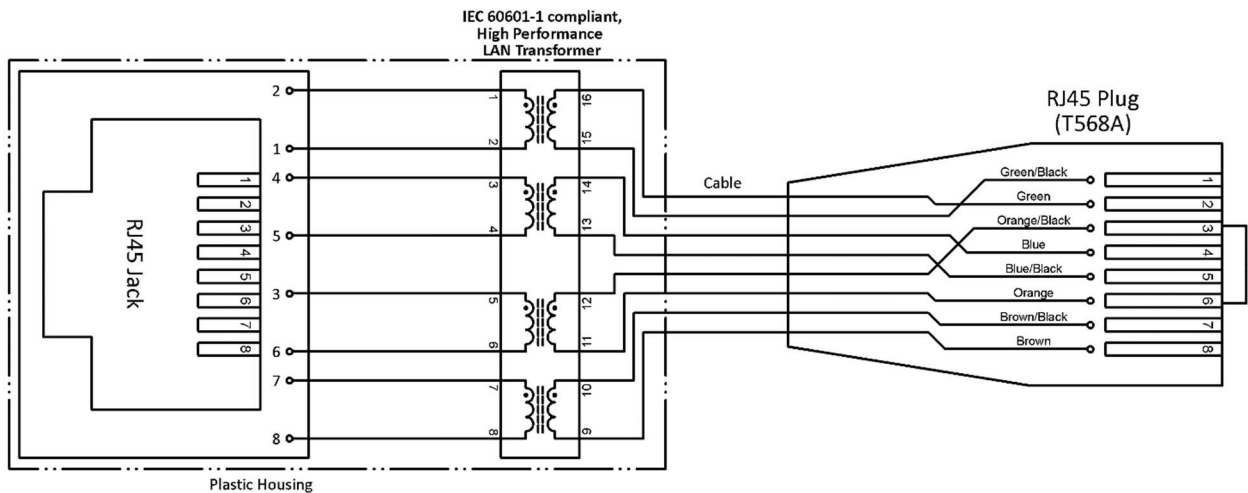 IEC 60601-1 compliant,
High Performance
LAN Transformer
RJ45 Plug
(T568A)
2
1
4
5
3
6
7
8
RJ45 Jack
1
2
3
4
5
6
7
8
1
2
3
4
5
6
7
8
16
15
14
13
12
11
10
9
Cable
Green/Black
Green
Orange/Black
Blue
Blue/Black
Orange
Brown/Black
Brown
1
2
3
4
5
6
7
8
Plastic Housing